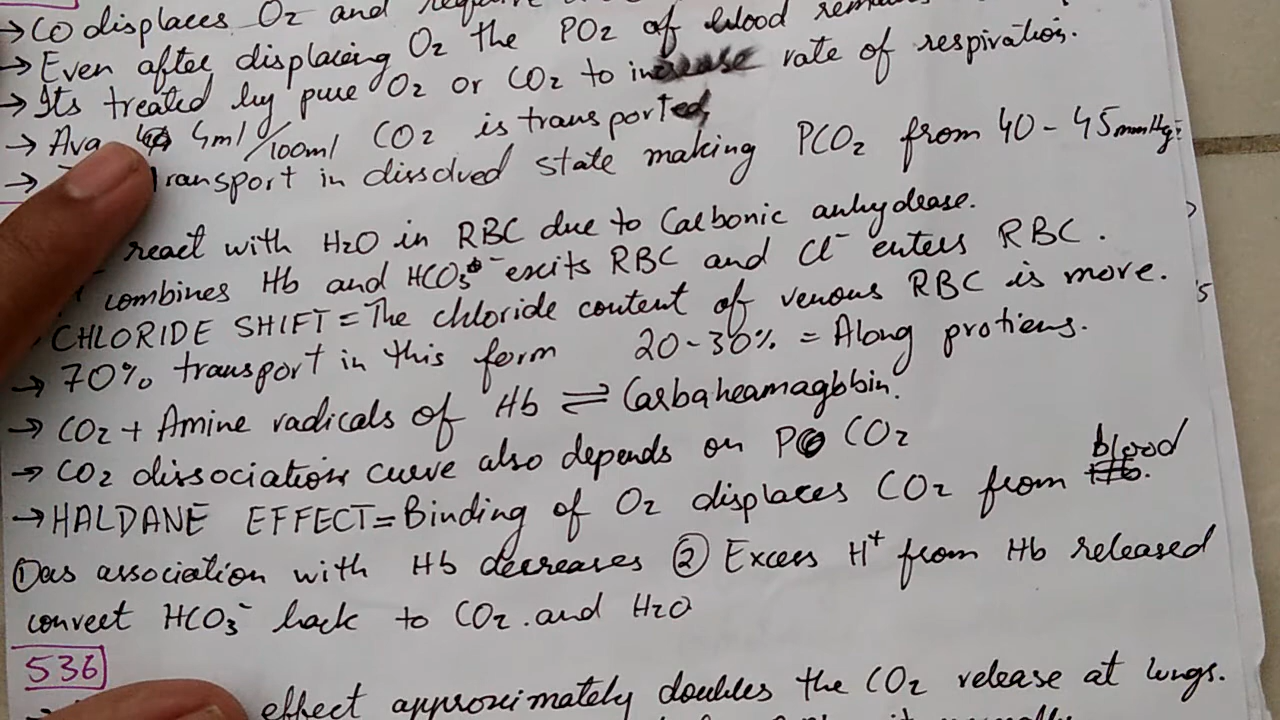 → CO displaces O2 and
→ Even after displacing O2 the PO2 of blood
→ Its treated by pure O2 or CO2 to increase rate of respiration.
→ 4ml/100ml CO2 is transported
→ transport in dissolved state making PCO2 from 40-45mmHg.
react with H2O in RBC due to Carbonic anhydrease.
combines Hb and HCO3- exits RBC and Cl- enters RBC.
CHLORIDE SHIFT = The chloride content of venous RBC is more.
→ 70% transport in this form 20-30% = Along protiens.
→ CO2 + Amine radicals of Hb ⇌ Carbaheamagbbin.
→ CO2 dissociation curve also depends on P CO2
→ HALDANE EFFECT = Binding of O2 displaces CO2 from blood
① as association with Hb decreases ② Excess H+ from Hb released
convert HCO3- back to CO2. and H2O
536
effect approximately doubles the CO2 release at lungs.